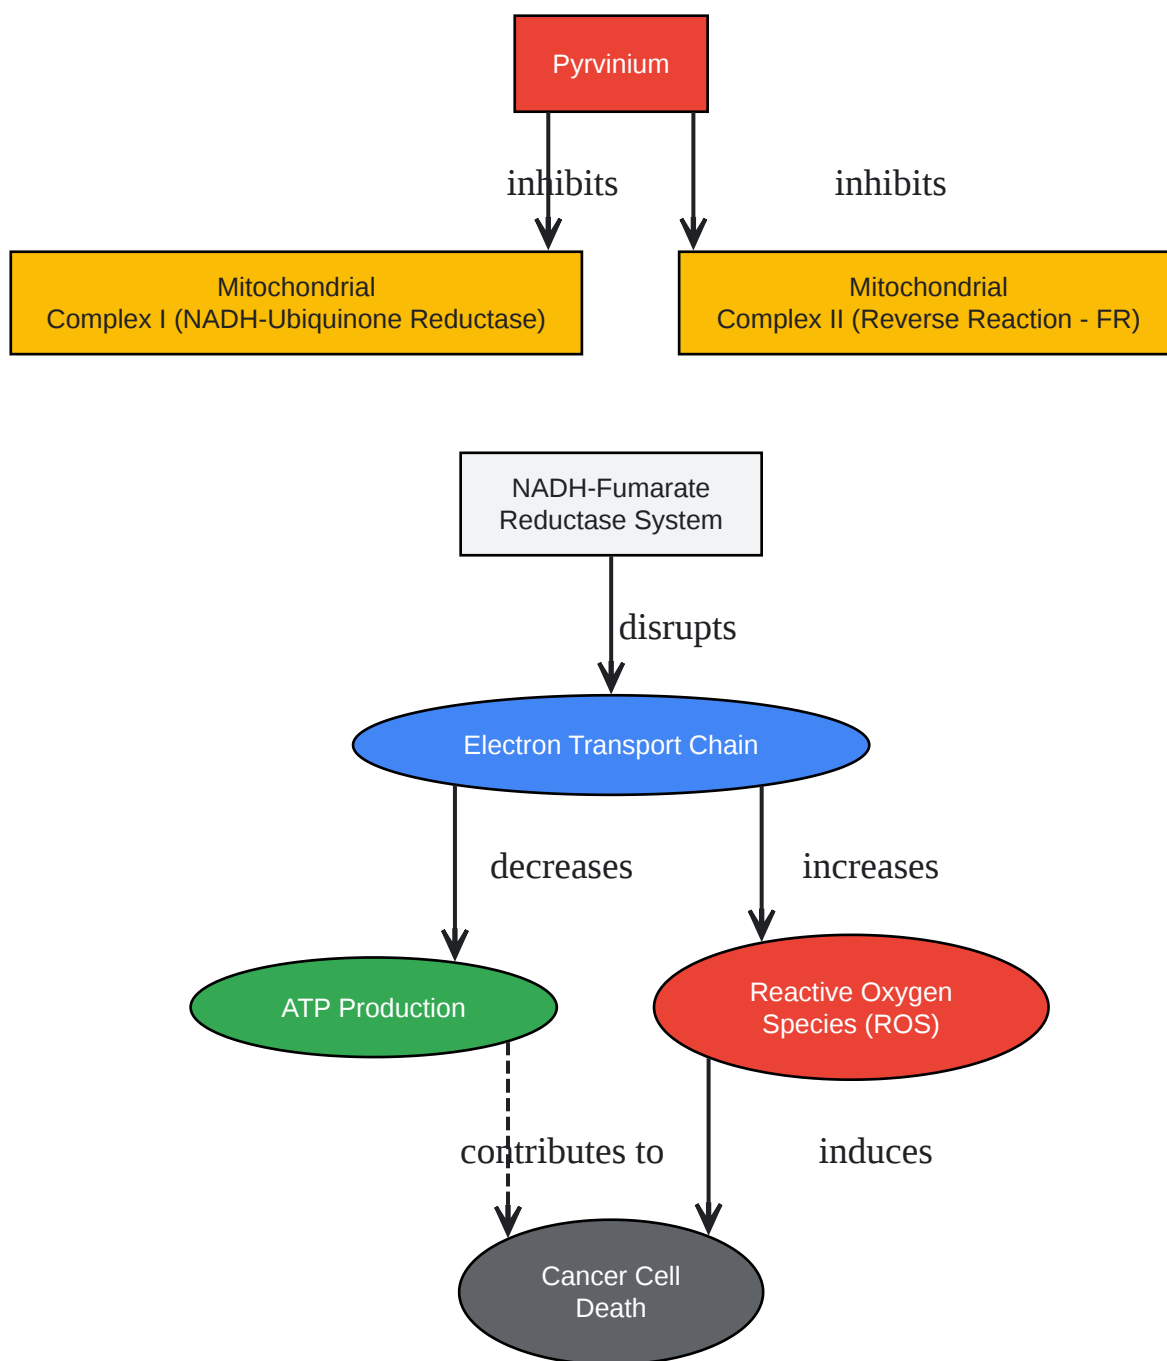 Pyrvinium
inhibits
inhibits
Mitochondrial
Complex I (NADH-Ubiquinone Reductase)
Mitochondrial
Complex II (Reverse Reaction - FR)
NADH-Fumarate
Reductase System
disrupts
Electron Transport Chain
decreases
increases
ATP Production
Reactive Oxygen
Species (ROS)
contributes to
induces
Cancer Cell
Death